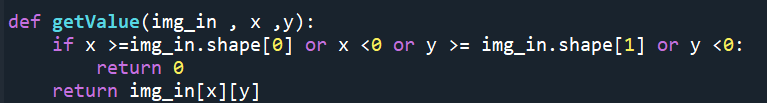 def getValue(img_in , x ,y):
    if x >=img_in.shape[0] or x <0 or y >= img_in.shape[1] or y <0:
        return 0
    return img_in[x][y]